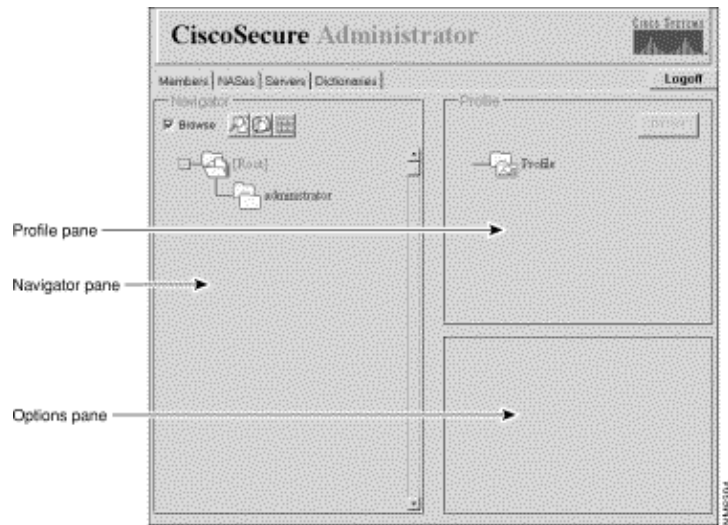 CiscoSecure Administrator
CISCO SYSTEMS
Members NASes Servers Dictionaries
Logoff
Navigator
Browse
[Root]
administrator
Profile
Profile
Profile pane
Navigator pane
Options pane